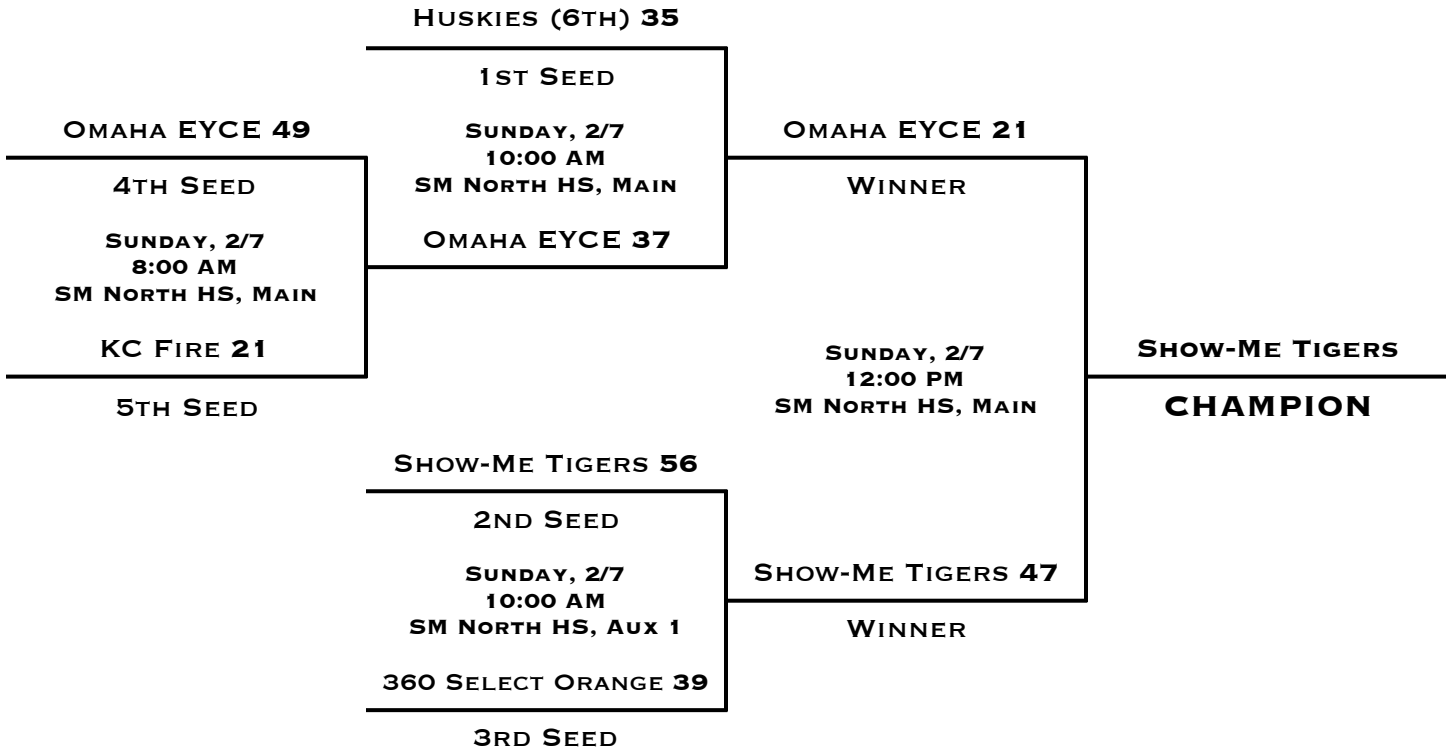 Huskies (6th) 35
1st Seed
Sunday, 2/7
10:00 AM
SM North HS, Main
Omaha EYCE 37
Omaha EYCE 49
4th Seed
Sunday, 2/7
8:00 AM
SM North HS, Main
KC Fire 21
5th Seed
Omaha EYCE 21
Winner
Sunday, 2/7
12:00 PM
SM North HS, Main
Show-Me Tigers 47
Winner
Show-Me Tigers
CHAMPION
Show-Me Tigers 56
2nd Seed
Sunday, 2/7
10:00 AM
SM North HS, Aux 1
360 Select Orange 39
3rd Seed